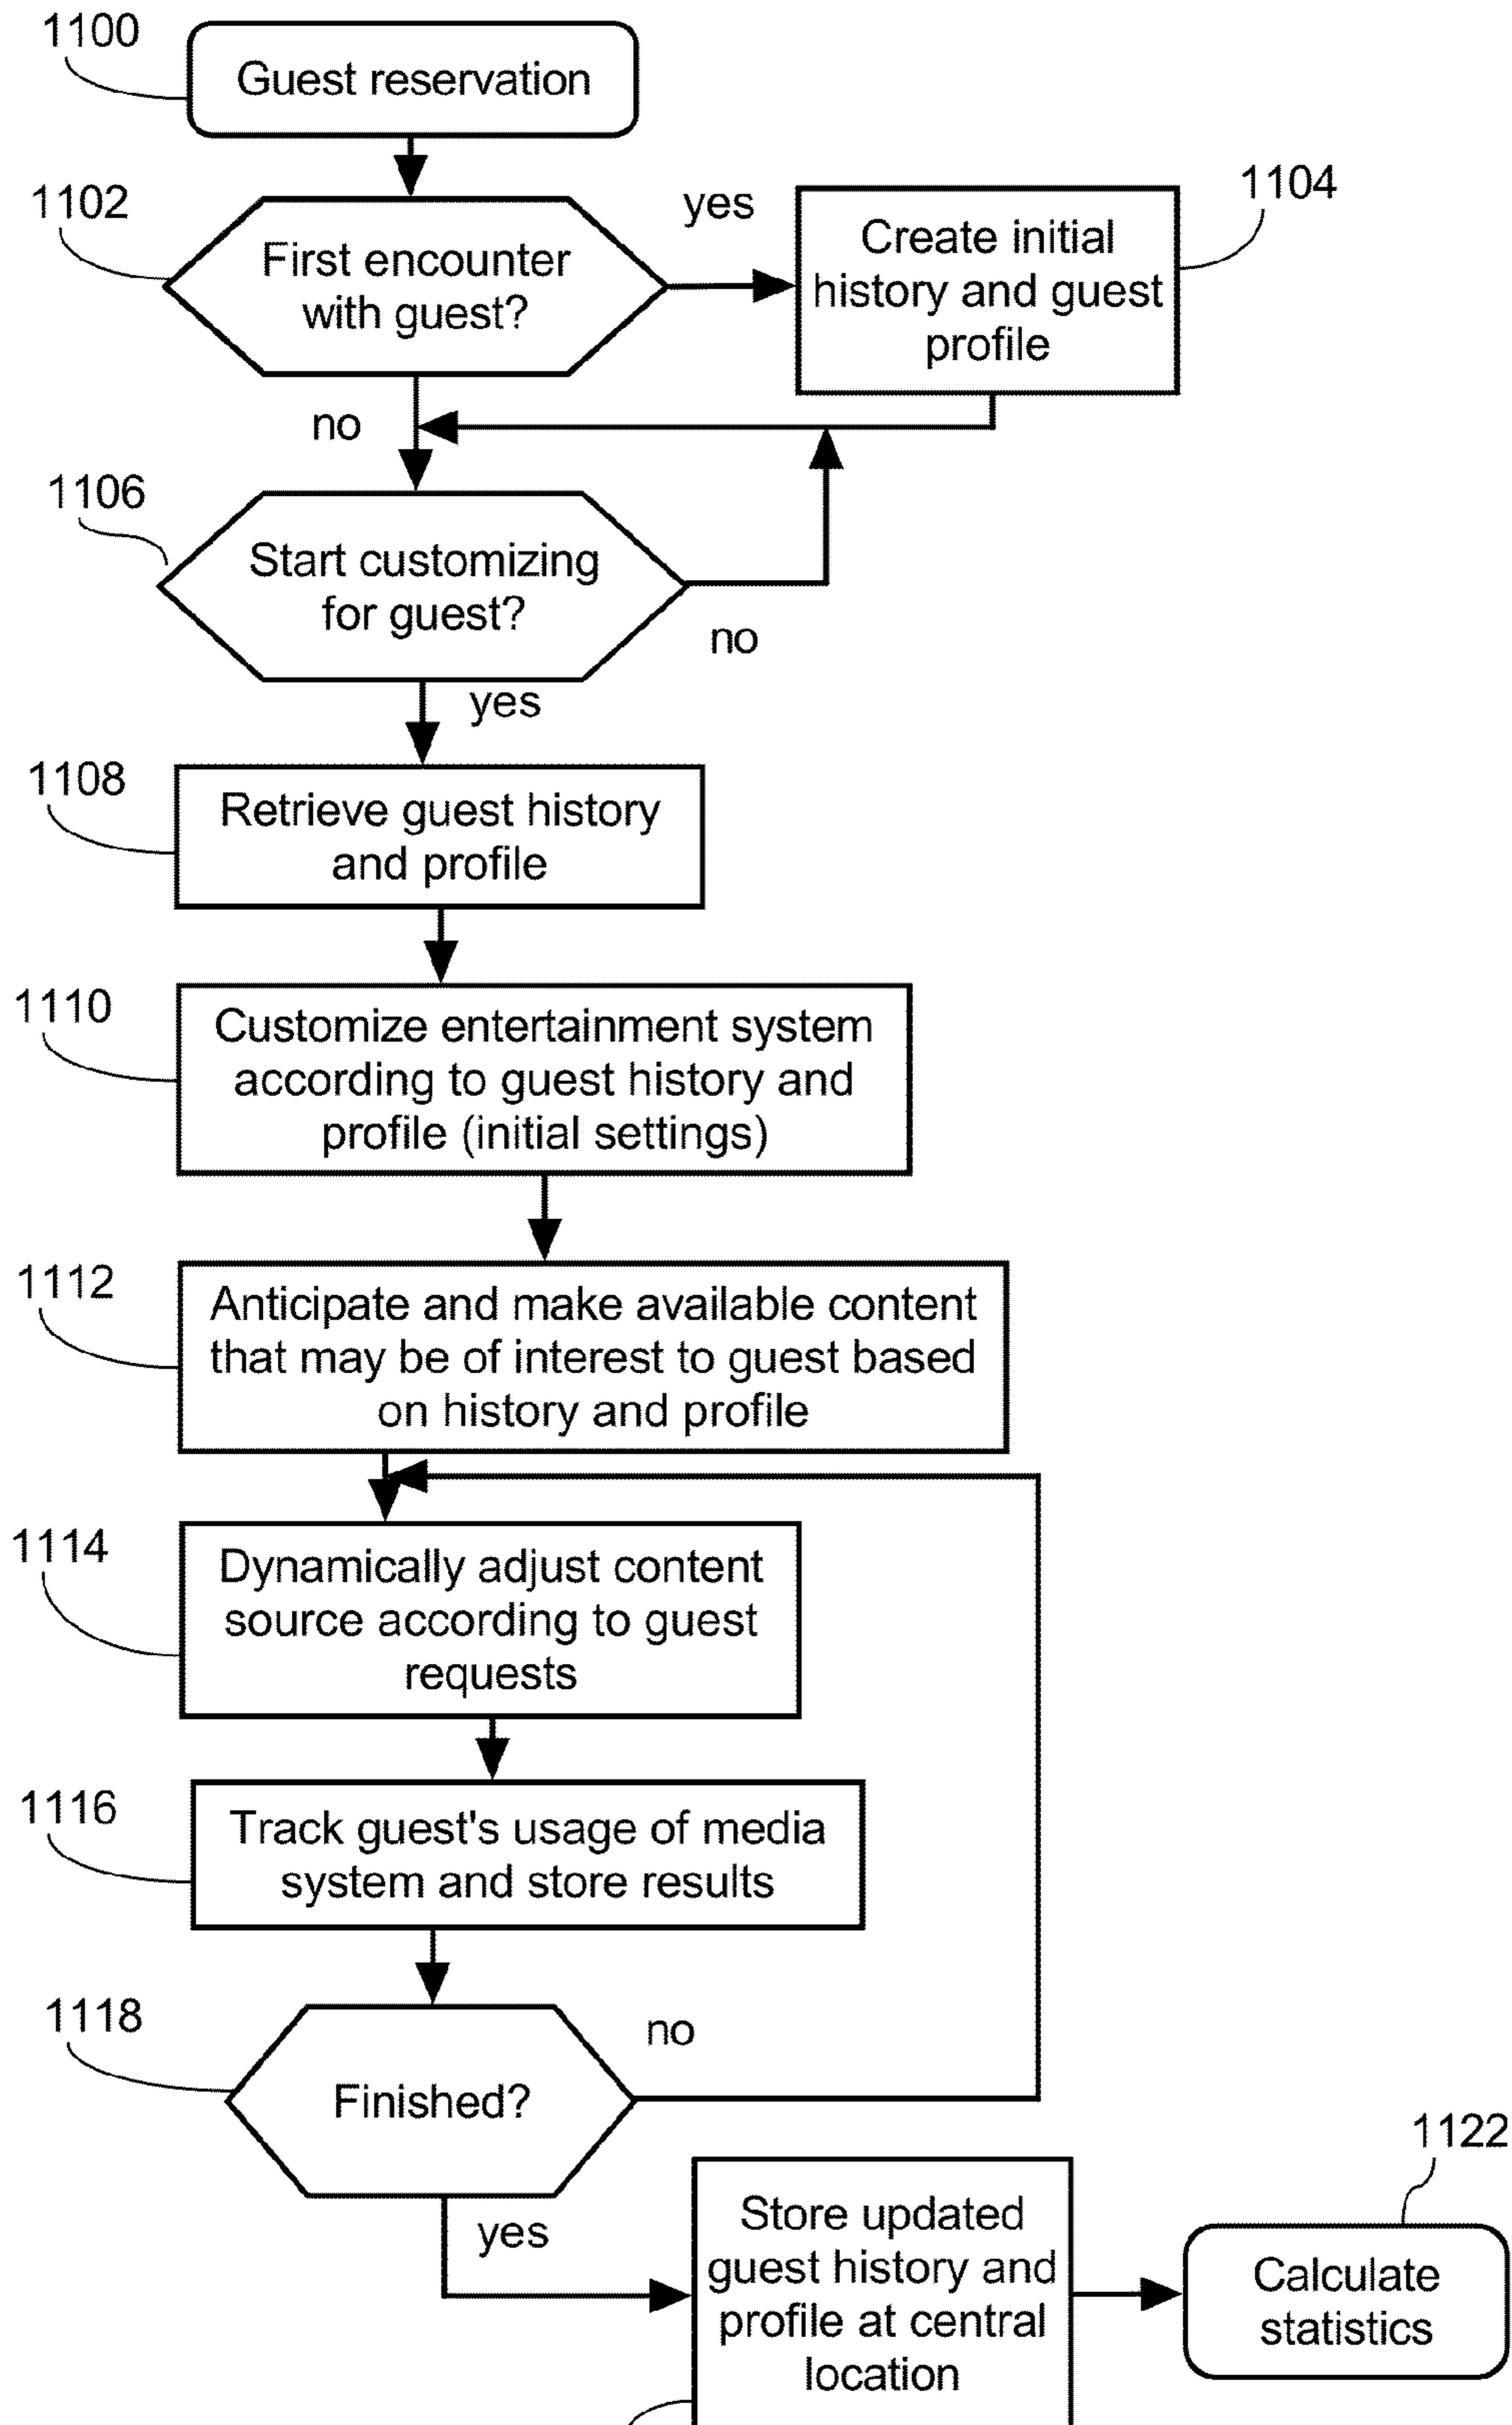 1100
Guest reservation
1102
First encounter
with guest?
yes
1104
Create initial
history and guest
profile
no
1106
Start customizing
for guest?
no
yes
1108
Retrieve guest history
and profile
1110
Customize entertainment system
according to guest history and
profile (initial settings)
1112
Anticipate and make available content
that may be of interest to guest based
on history and profile
1114
Dynamically adjust content
source according to guest
requests
1116
Track guest's usage of media
system and store results
1118
Finished?
no
yes
Store updated
guest history and
profile at central
location
1122
Calculate
statistics